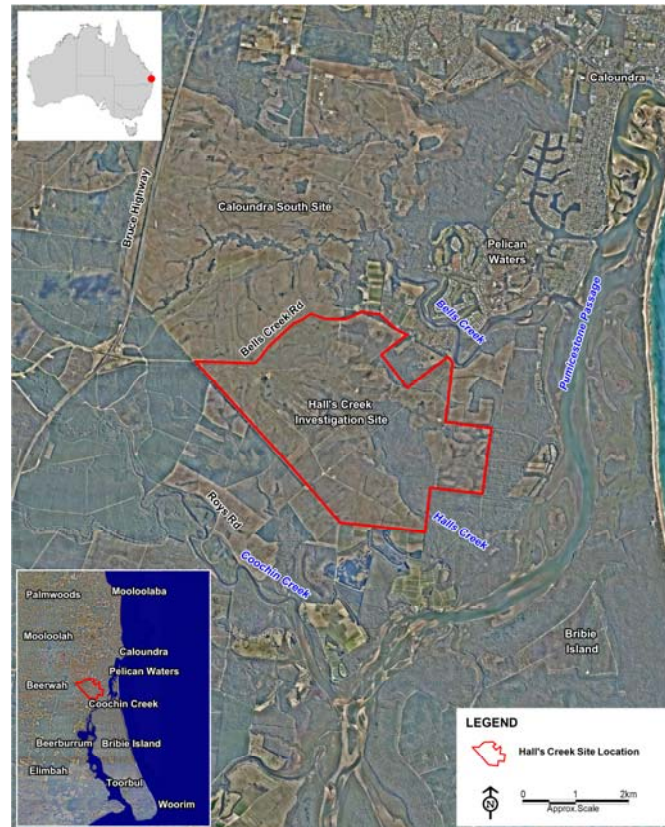 Caloundra
Bruce Highway
Caloundra South Site
Pelican
Waters
Bells Creek Rd
Bells Creek
Pumicestone Passage
Hall's Creek
Investigation Site
Roys Rd
Halls Creek
Coochin Creek
Bribie
Island
Palmwoods
Mooloolaba
Mooloolah
Caloundra
Pelican Waters
Beerwah
Coochin Creek
Beerburrum
Bribie Island
Elimbah
Toorbul
Woorim
LEGEND
Hall's Creek Site Location
N
0 1 2km
Approx.Scale